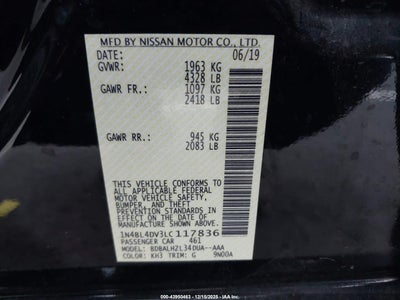 MFD BY NISSAN MOTOR CO., LTD.
DATE: 06/19
GVWR: 1963 KG
4328 LB
GAWR FR.: 1097 KG
2418 LB
GAWR RR.: 945 KG
2083 LB
THIS VEHICLE CONFORMS TO ALL
APPLICABLE FEDERAL
MOTOR VEHICLE SAFETY,
BUMPER, AND THEFT
PREVENTION STANDARDS
IN EFFECT ON THE DATE OF
MANUFACTURE SHOWN ABOVE.
1N4BL4DV3LC117836
PASSENGER CAR 461
MODEL: BDBALHZL34DUA--AAA
COLOR: KH3 TRIM: G 9N00A
000-43950463 - 12/15/2025 - IAAI